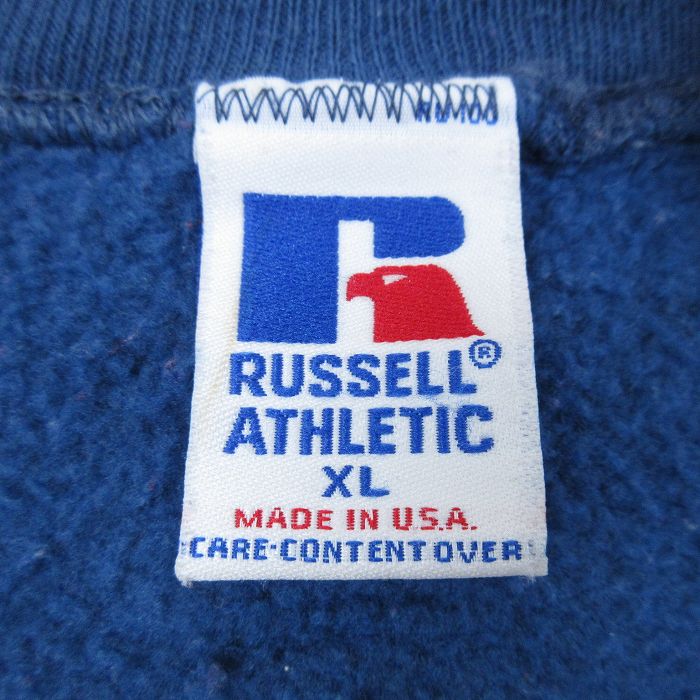 RUSSELL®
ATHLETIC
XL
MADE IN U.S.A.
CARE-CONTENT OVER